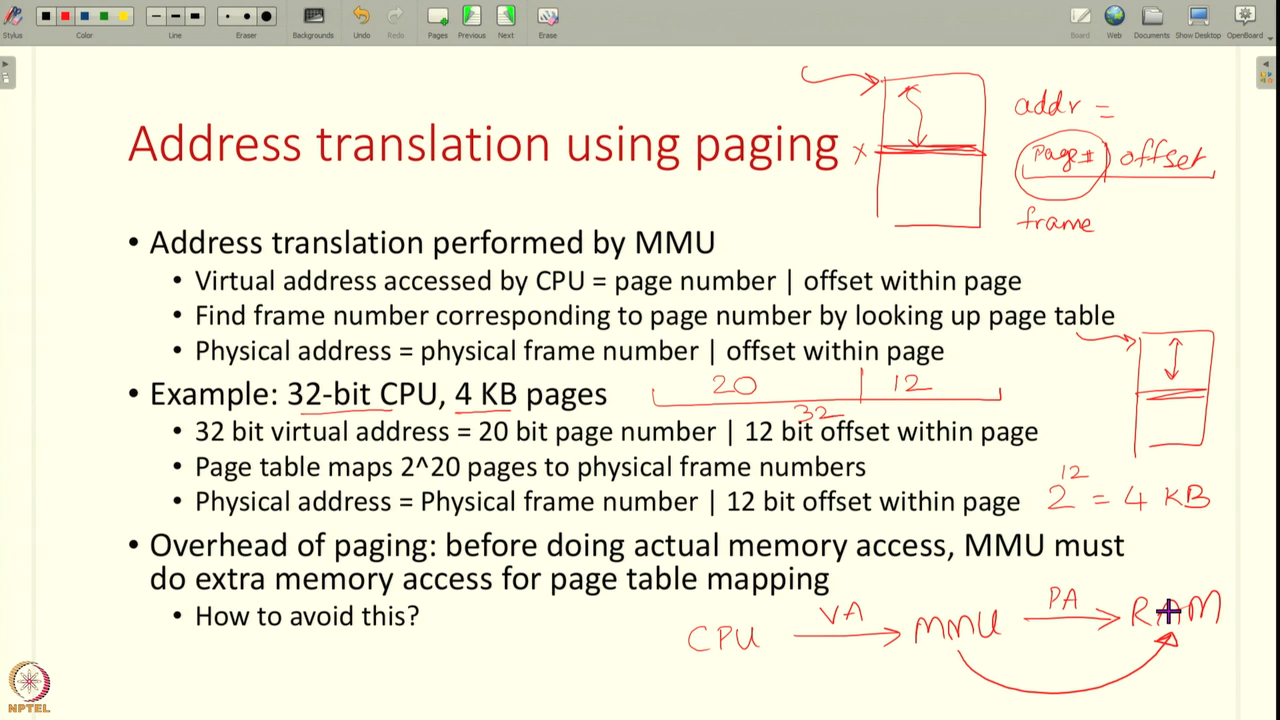 Stylus
Color
Line
Eraser
Backgrounds
Undo
Redo
Pages
Previous
Next
Erase
Board
Web
Documents
Show Desktop
OpenBoard
Address translation using paging
x
addr =
page# | offset
frame
• Address translation performed by MMU
• Virtual address accessed by CPU = page number | offset within page
• Find frame number corresponding to page number by looking up page table
• Physical address = physical frame number | offset within page
• Example: 32-bit CPU, 4 KB pages
20 | 12
32
• 32 bit virtual address = 20 bit page number | 12 bit offset within page
• Page table maps 2^20 pages to physical frame numbers
• Physical address = Physical frame number | 12 bit offset within page
2^12 = 4 KB
• Overhead of paging: before doing actual memory access, MMU must
do extra memory access for page table mapping
• How to avoid this?
CPU VA MMU PA RAM
NPTEL